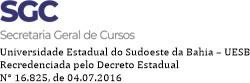 SGC
Secretaria Geral de Cursos
Universidade Estadual do Sudoeste da Bahia – UESB
Recredenciada pelo Decreto Estadual
N° 16.825, de 04.07.2016